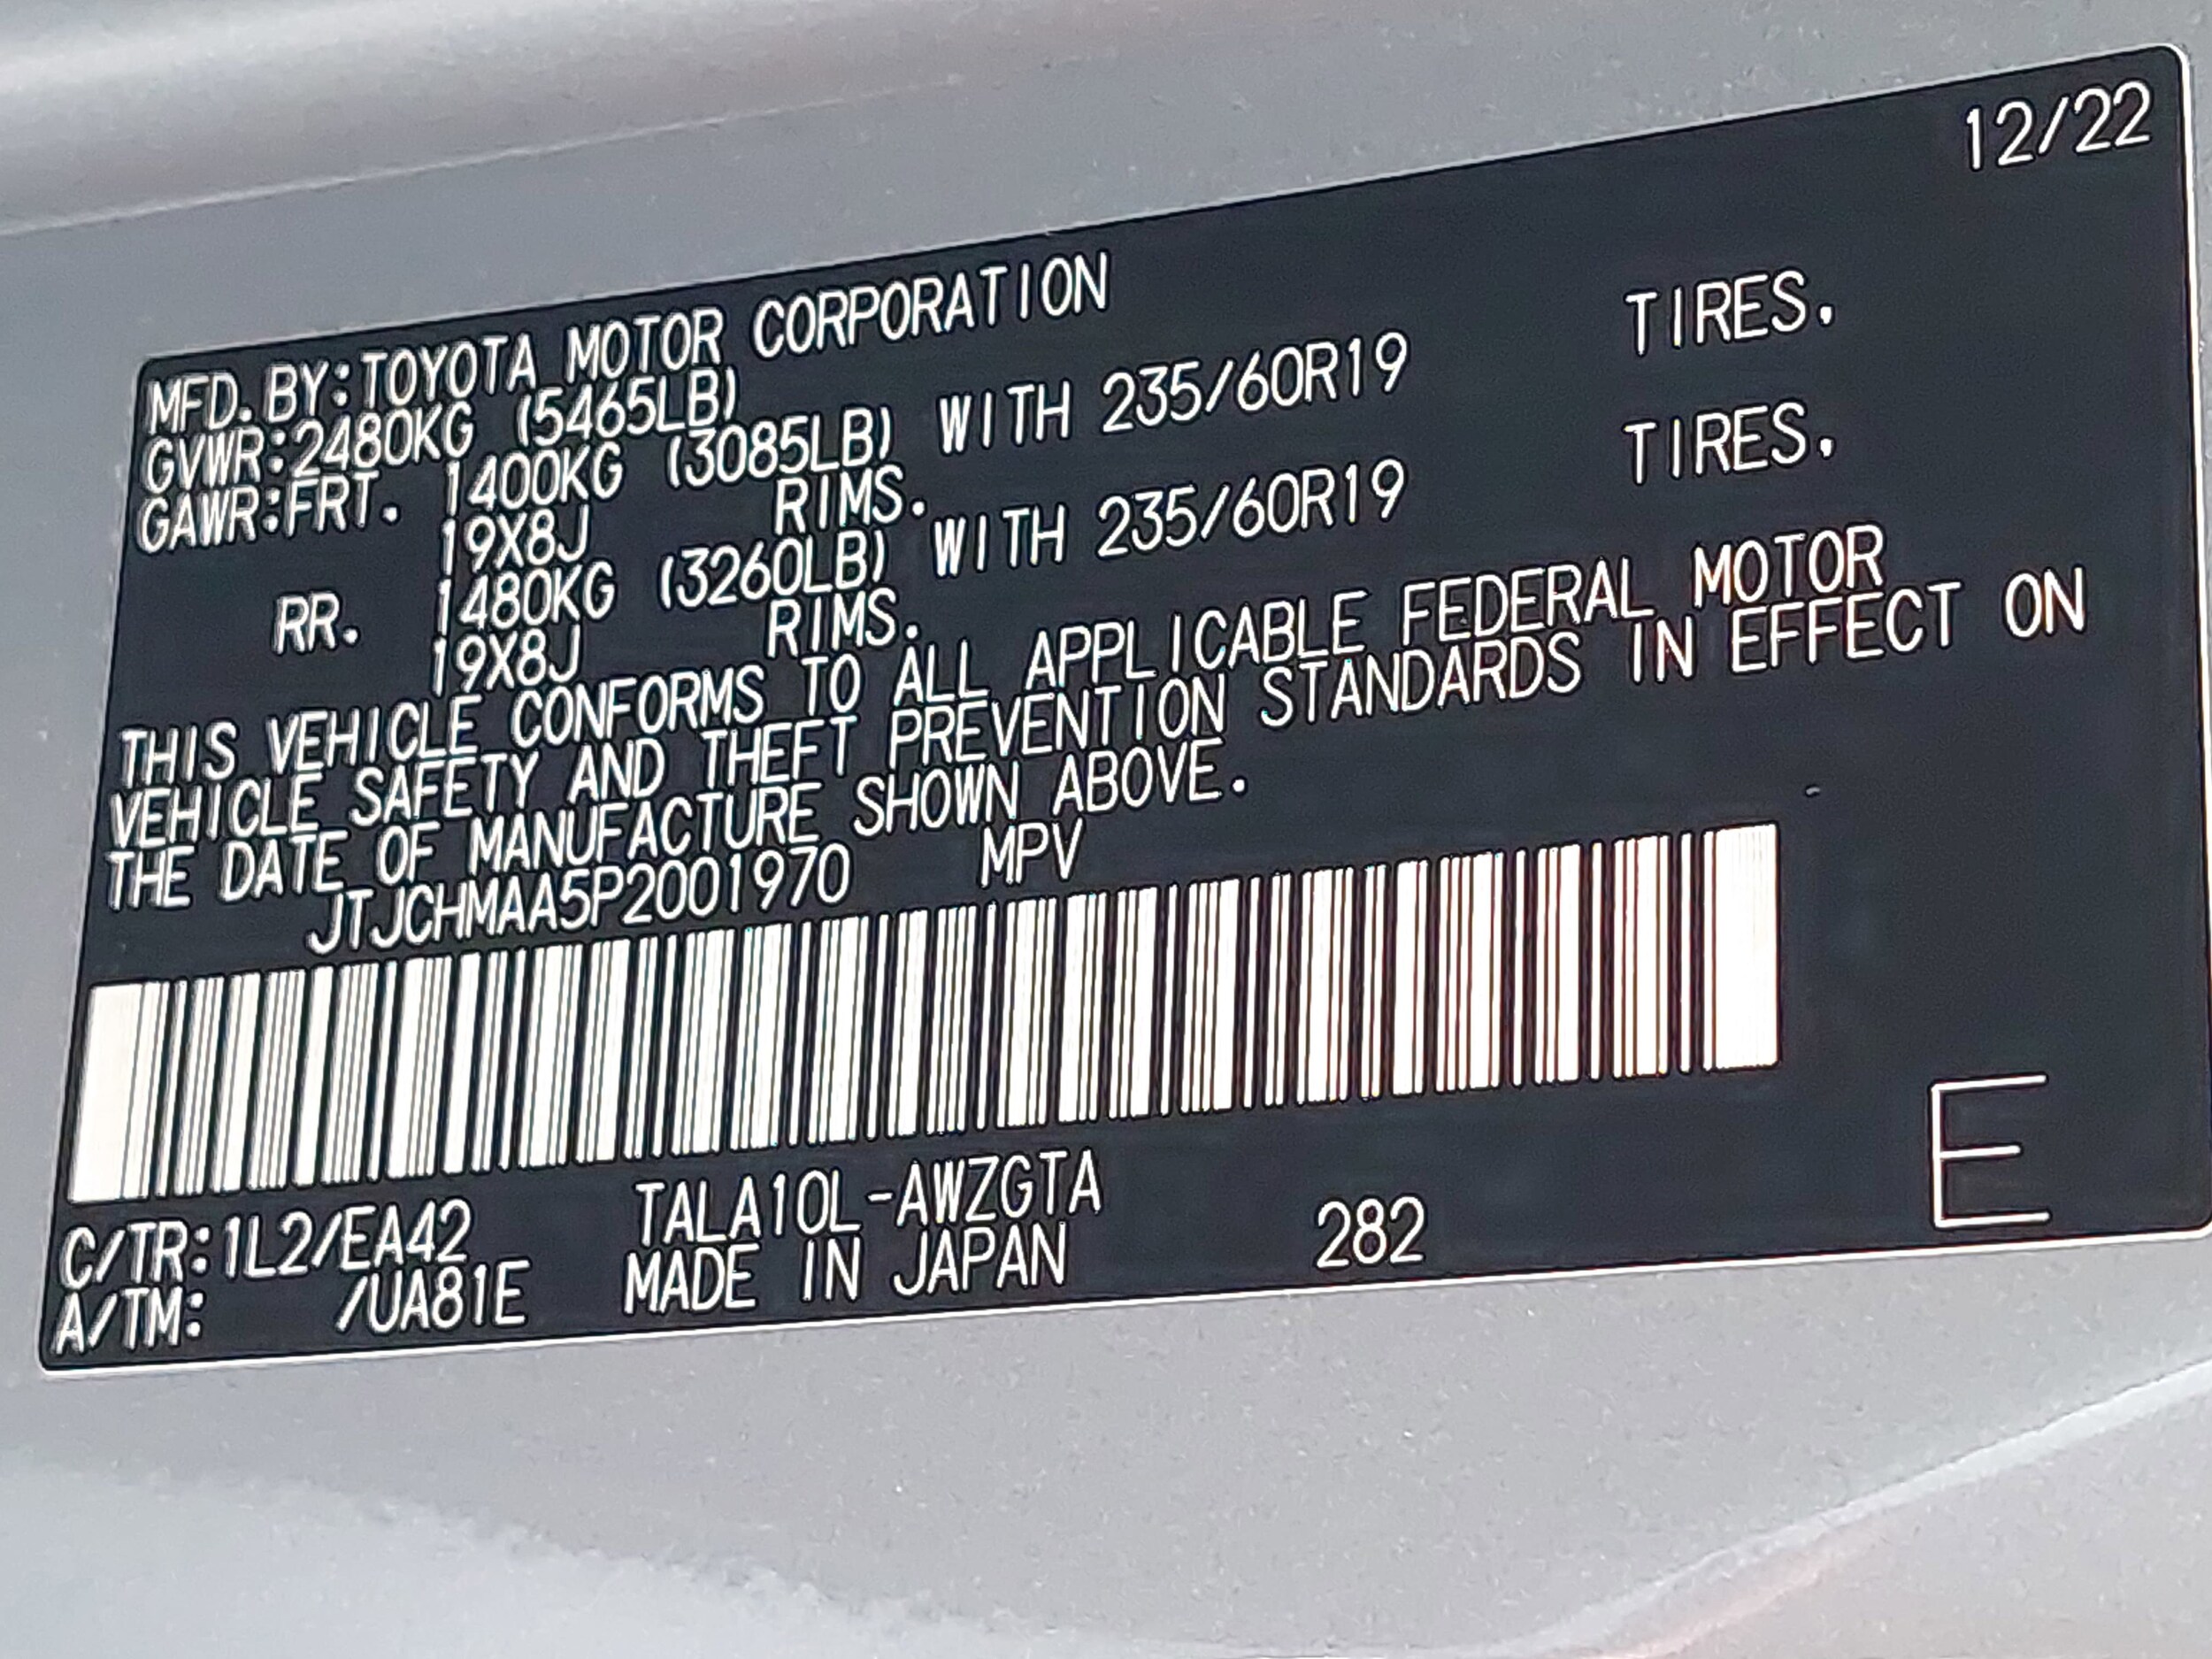 12/22
MFD. BY:TOYOTA MOTOR CORPORATION
GVWR:2480KG (5465LB)
GAWR:FRT. 1400KG (3085LB) WITH 235/60R19 TIRES,
19X8J RIMS.
RR. 1480KG (3260LB) WITH 235/60R19 TIRES,
19X8J RIMS.
THIS VEHICLE CONFORMS TO ALL APPLICABLE FEDERAL MOTOR
VEHICLE SAFETY AND THEFT PREVENTION STANDARDS IN EFFECT ON
THE DATE OF MANUFACTURE SHOWN ABOVE.
JTJCHMAA5P2001970 MPV
C/TR:1L2/EA42 TALA10L-AWZGTA
A/TM: /UA81E MADE IN JAPAN 282 E